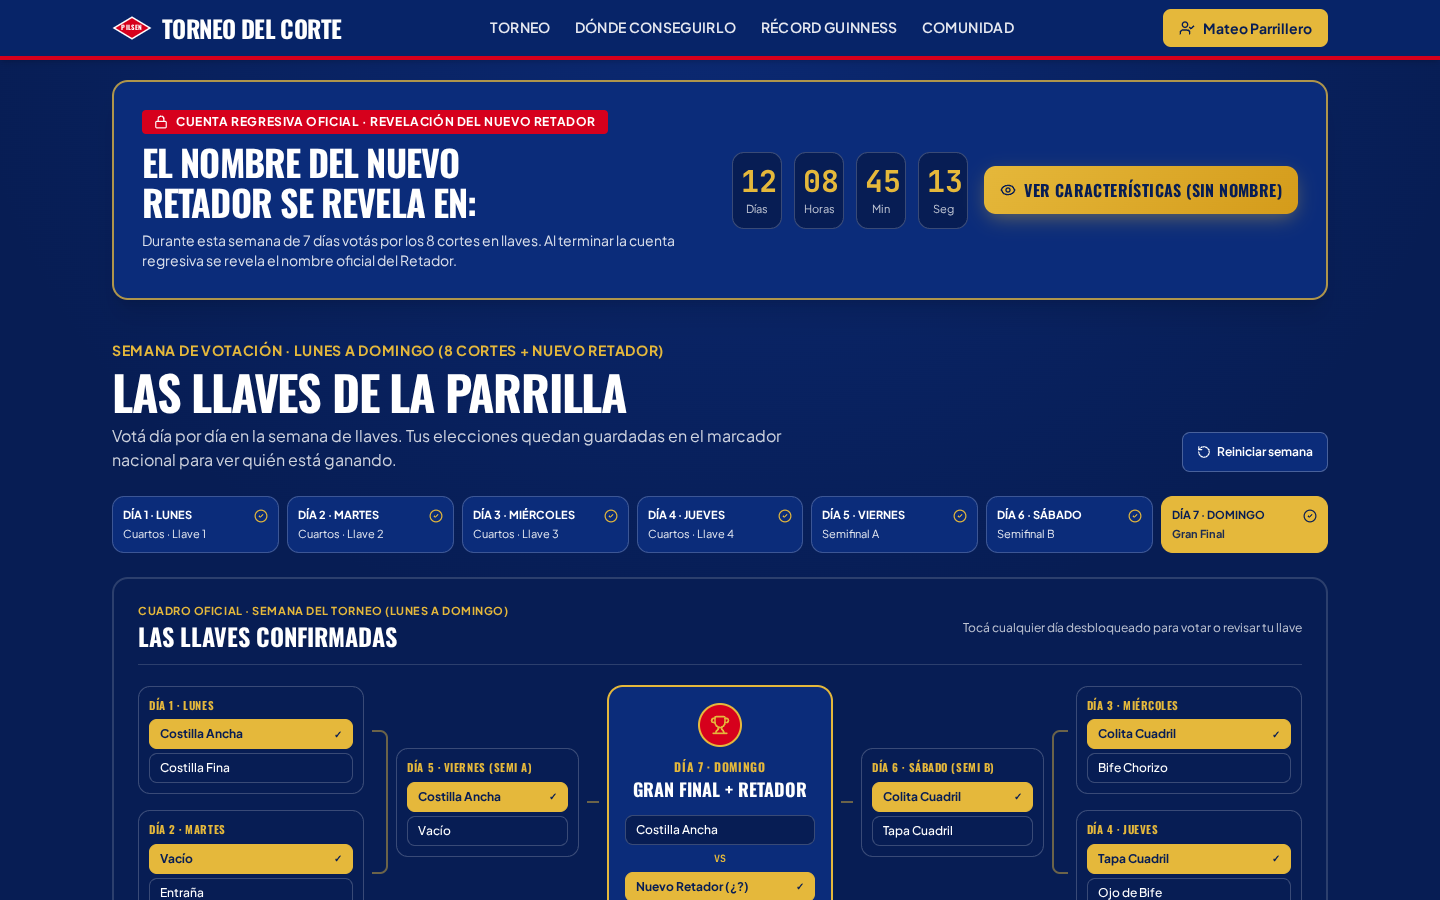 PILSEN
TORNEO DEL CORTE
TORNEO
DÓNDE CONSEGUIRLO
RÉCORD GUINNESS
COMUNIDAD
Mateo Parrillero
CUENTA REGRESIVA OFICIAL · REVELACIÓN DEL NUEVO RETADOR
EL NOMBRE DEL NUEVO
RETADOR SE REVELA EN:
Durante esta semana de 7 días votás por los 8 cortes en llaves. Al terminar la cuenta
regresiva se revela el nombre oficial del Retador.
12 08 45 13
Días Horas Min Seg
VER CARACTERÍSTICAS (SIN NOMBRE)
SEMANA DE VOTACIÓN · LUNES A DOMINGO (8 CORTES + NUEVO RETADOR)
LAS LLAVES DE LA PARRILLA
Votá día por día en la semana de llaves. Tus elecciones quedan guardadas en el marcador
nacional para ver quién está ganando.
Reiniciar semana
DÍA 1 · LUNES
Cuartos · Llave 1
DÍA 2 · MARTES
Cuartos · Llave 2
DÍA 3 · MIÉRCOLES
Cuartos · Llave 3
DÍA 4 · JUEVES
Cuartos · Llave 4
DÍA 5 · VIERNES
Semifinal A
DÍA 6 · SÁBADO
Semifinal B
DÍA 7 · DOMINGO
Gran Final
CUADRO OFICIAL · SEMANA DEL TORNEO (LUNES A DOMINGO)
LAS LLAVES CONFIRMADAS
Tocá cualquier día desbloqueado para votar o revisar tu llave
DÍA 1 · LUNES
Costilla Ancha ✓
Costilla Fina
DÍA 2 · MARTES
Vacío ✓
Entraña
DÍA 5 · VIERNES (SEMI A)
Costilla Ancha ✓
Vacío
DÍA 7 · DOMINGO
GRAN FINAL + RETADOR
Costilla Ancha
VS
Nuevo Retador (¿?) ✓
DÍA 6 · SÁBADO (SEMI B)
Colita Cuadril ✓
Tapa Cuadril
DÍA 3 · MIÉRCOLES
Colita Cuadril ✓
Bife Chorizo
DÍA 4 · JUEVES
Tapa Cuadril ✓
Ojo de Bife